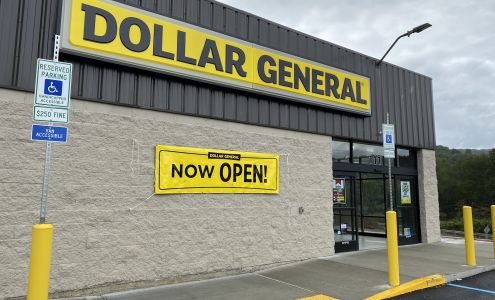 DOLLAR GENERAL
RESERVED
PARKING
VAN ACCESSIBLE
$250 FINE
DOLLAR GENERAL
NOW OPEN!